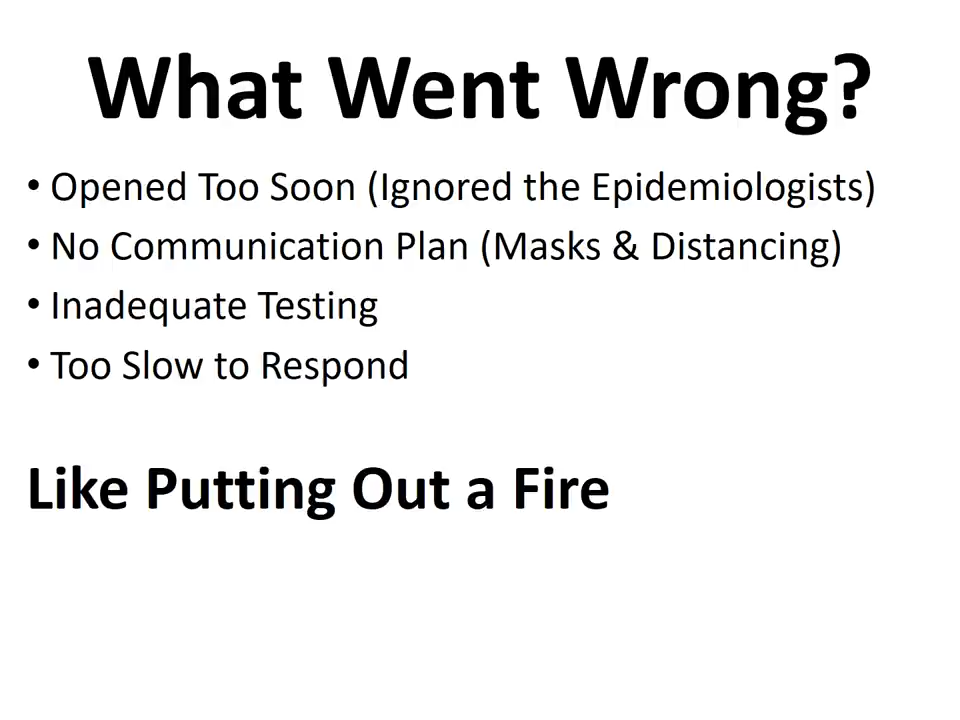 What Went Wrong?
• Opened Too Soon (Ignored the Epidemiologists)
• No Communication Plan (Masks & Distancing)
• Inadequate Testing
• Too Slow to Respond
Like Putting Out a Fire